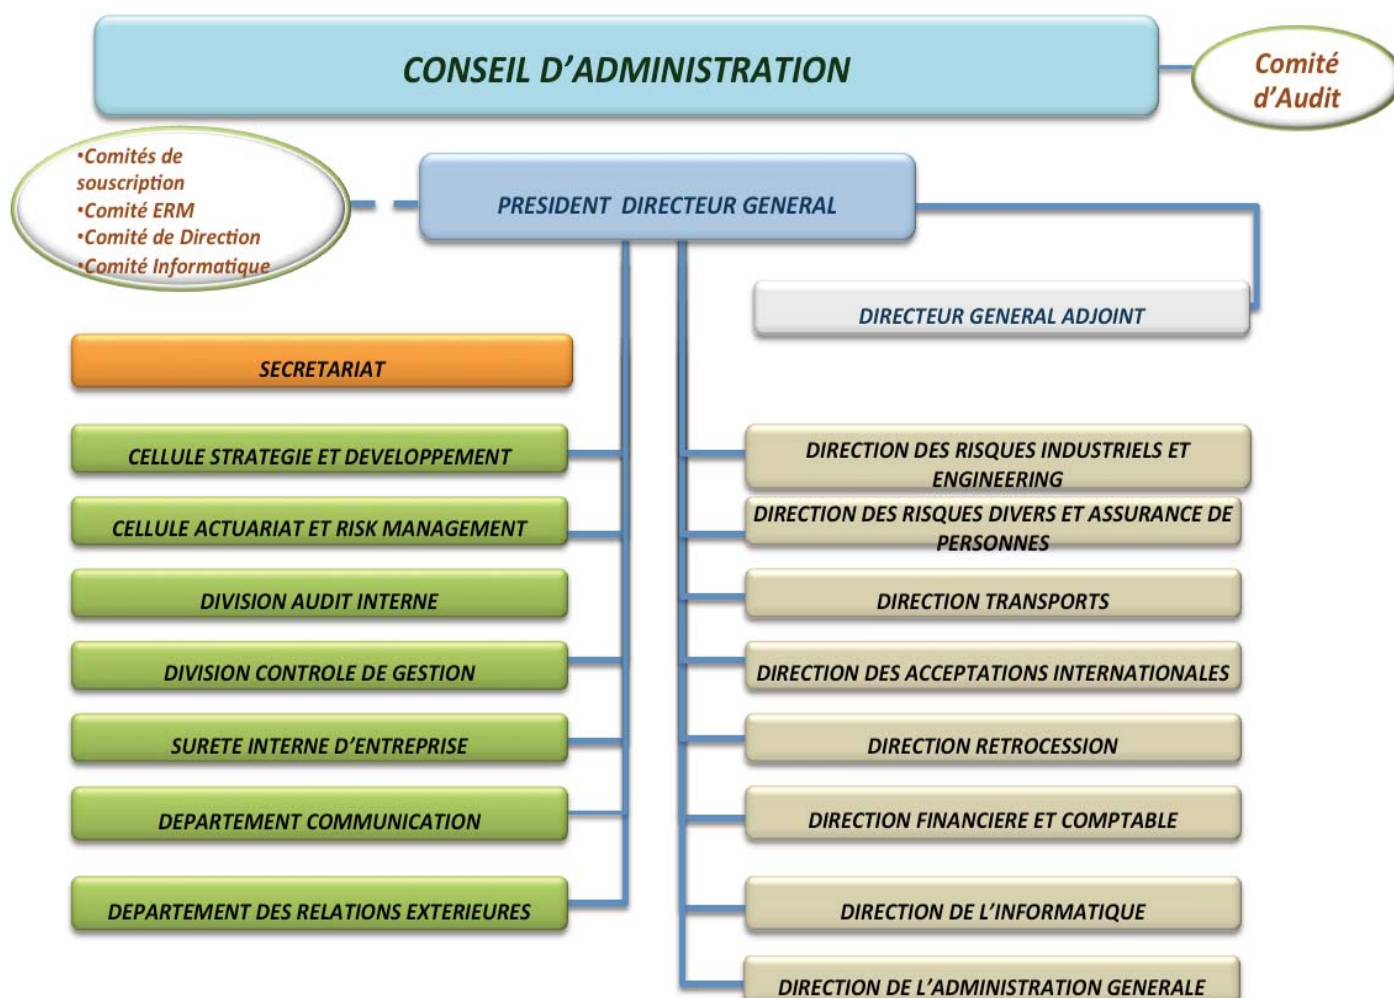 CONSEIL D’ADMINISTRATION
Comité
d’Audit
•Comités de
souscription
•Comité ERM
•Comité de Direction
•Comité Informatique
PRESIDENT DIRECTEUR GENERAL
DIRECTEUR GENERAL ADJOINT
SECRETARIAT
CELLULE STRATEGIE ET DEVELOPPEMENT
CELLULE ACTUARIAT ET RISK MANAGEMENT
DIVISION AUDIT INTERNE
DIVISION CONTROLE DE GESTION
SURETE INTERNE D’ENTREPRISE
DEPARTEMENT COMMUNICATION
DEPARTEMENT DES RELATIONS EXTERIEURES
DIRECTION DES RISQUES INDUSTRIELS ET
ENGINEERING
DIRECTION DES RISQUES DIVERS ET ASSURANCE DE
PERSONNES
DIRECTION TRANSPORTS
DIRECTION DES ACCEPTATIONS INTERNATIONALES
DIRECTION RETROCESSION
DIRECTION FINANCIERE ET COMPTABLE
DIRECTION DE L’INFORMATIQUE
DIRECTION DE L’ADMINISTRATION GENERALE